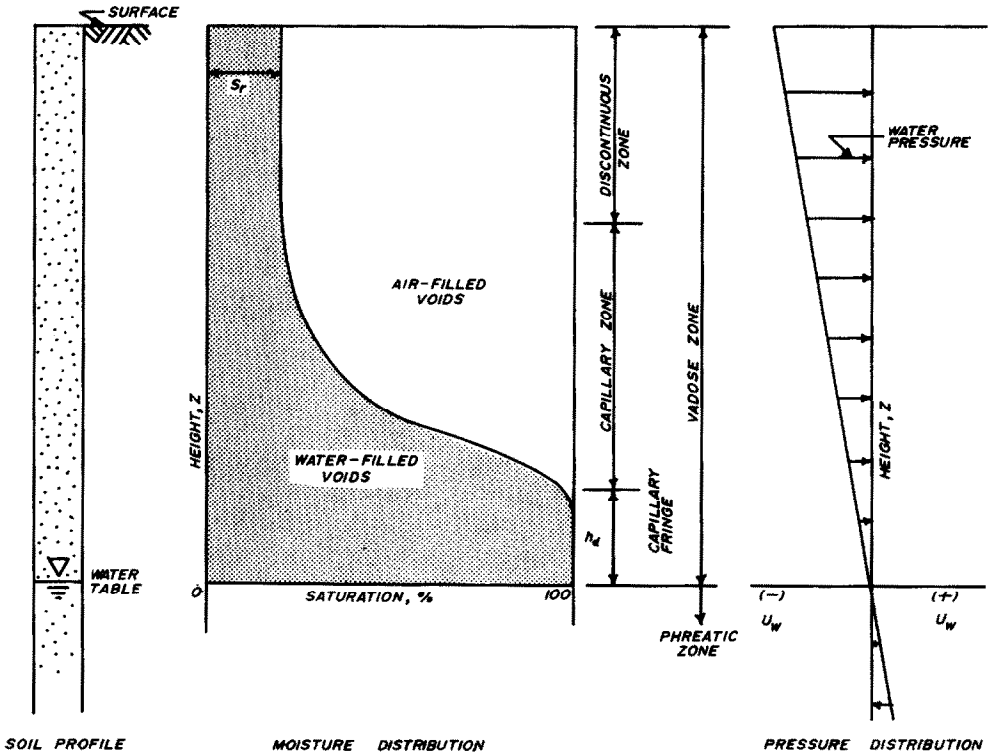 SURFACE
Sr
DISCONTINUOUS
ZONE
WATER
PRESSURE
AIR-FILLED
VOIDS
CAPILLARY ZONE
VADOSE ZONE
HEIGHT, Z
HEIGHT, Z
WATER-FILLED
VOIDS
CAPILLARY
FRINGE
hd
WATER
TABLE
0
SATURATION, %
100
(-)
Uw
(+)
Uw
PHREATIC
ZONE
SOIL PROFILE
MOISTURE DISTRIBUTION
PRESSURE DISTRIBUTION